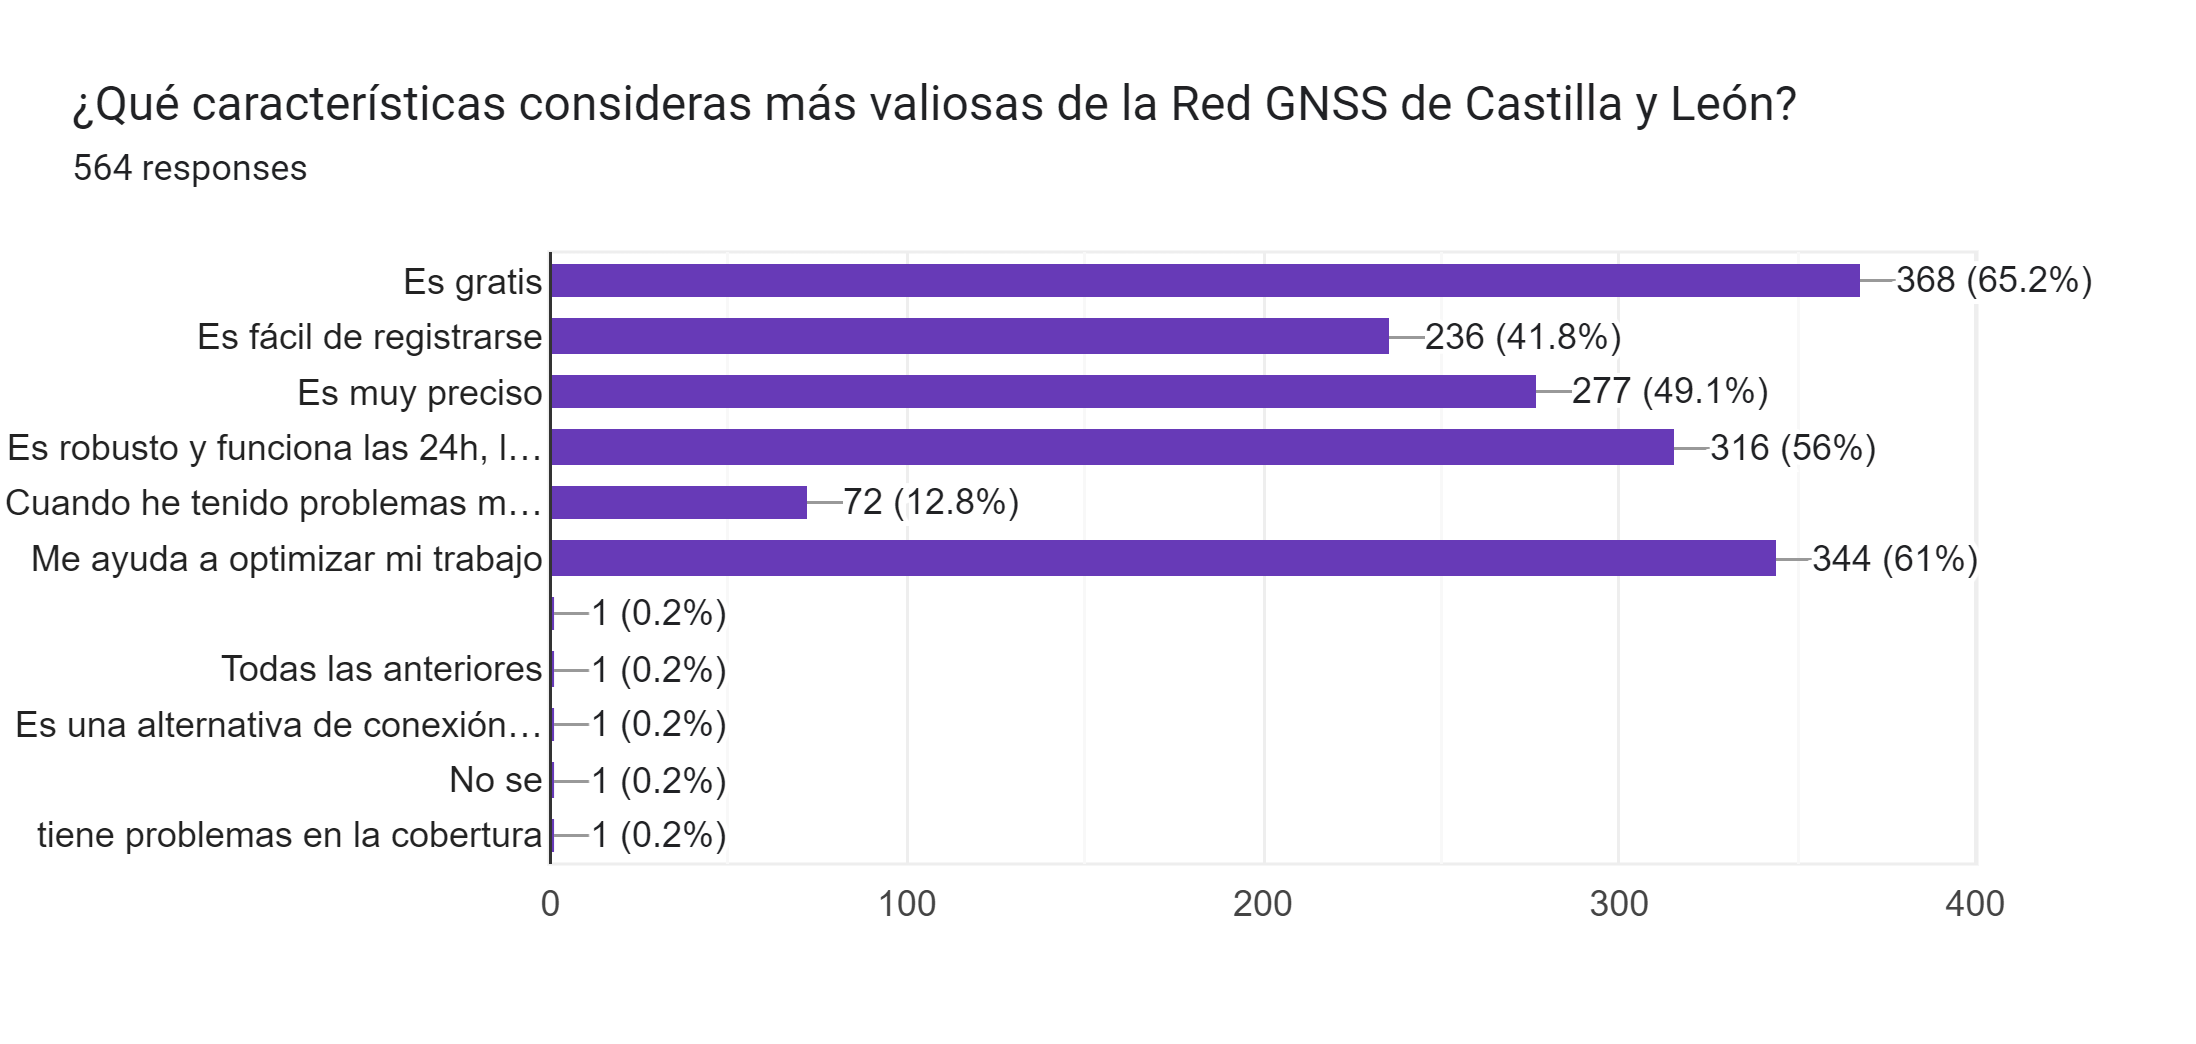 ¿Qué características consideras más valiosas de la Red GNSS de Castilla y León?
564 responses
Es gratis 368 (65.2%)
Es fácil de registrarse 236 (41.8%)
Es muy preciso 277 (49.1%)
Es robusto y funciona las 24h, l… 316 (56%)
Cuando he tenido problemas m… 72 (12.8%)
Me ayuda a optimizar mi trabajo 344 (61%)
1 (0.2%)
Todas las anteriores 1 (0.2%)
Es una alternativa de conexión… 1 (0.2%)
No se 1 (0.2%)
tiene problemas en la cobertura 1 (0.2%)
0 100 200 300 400